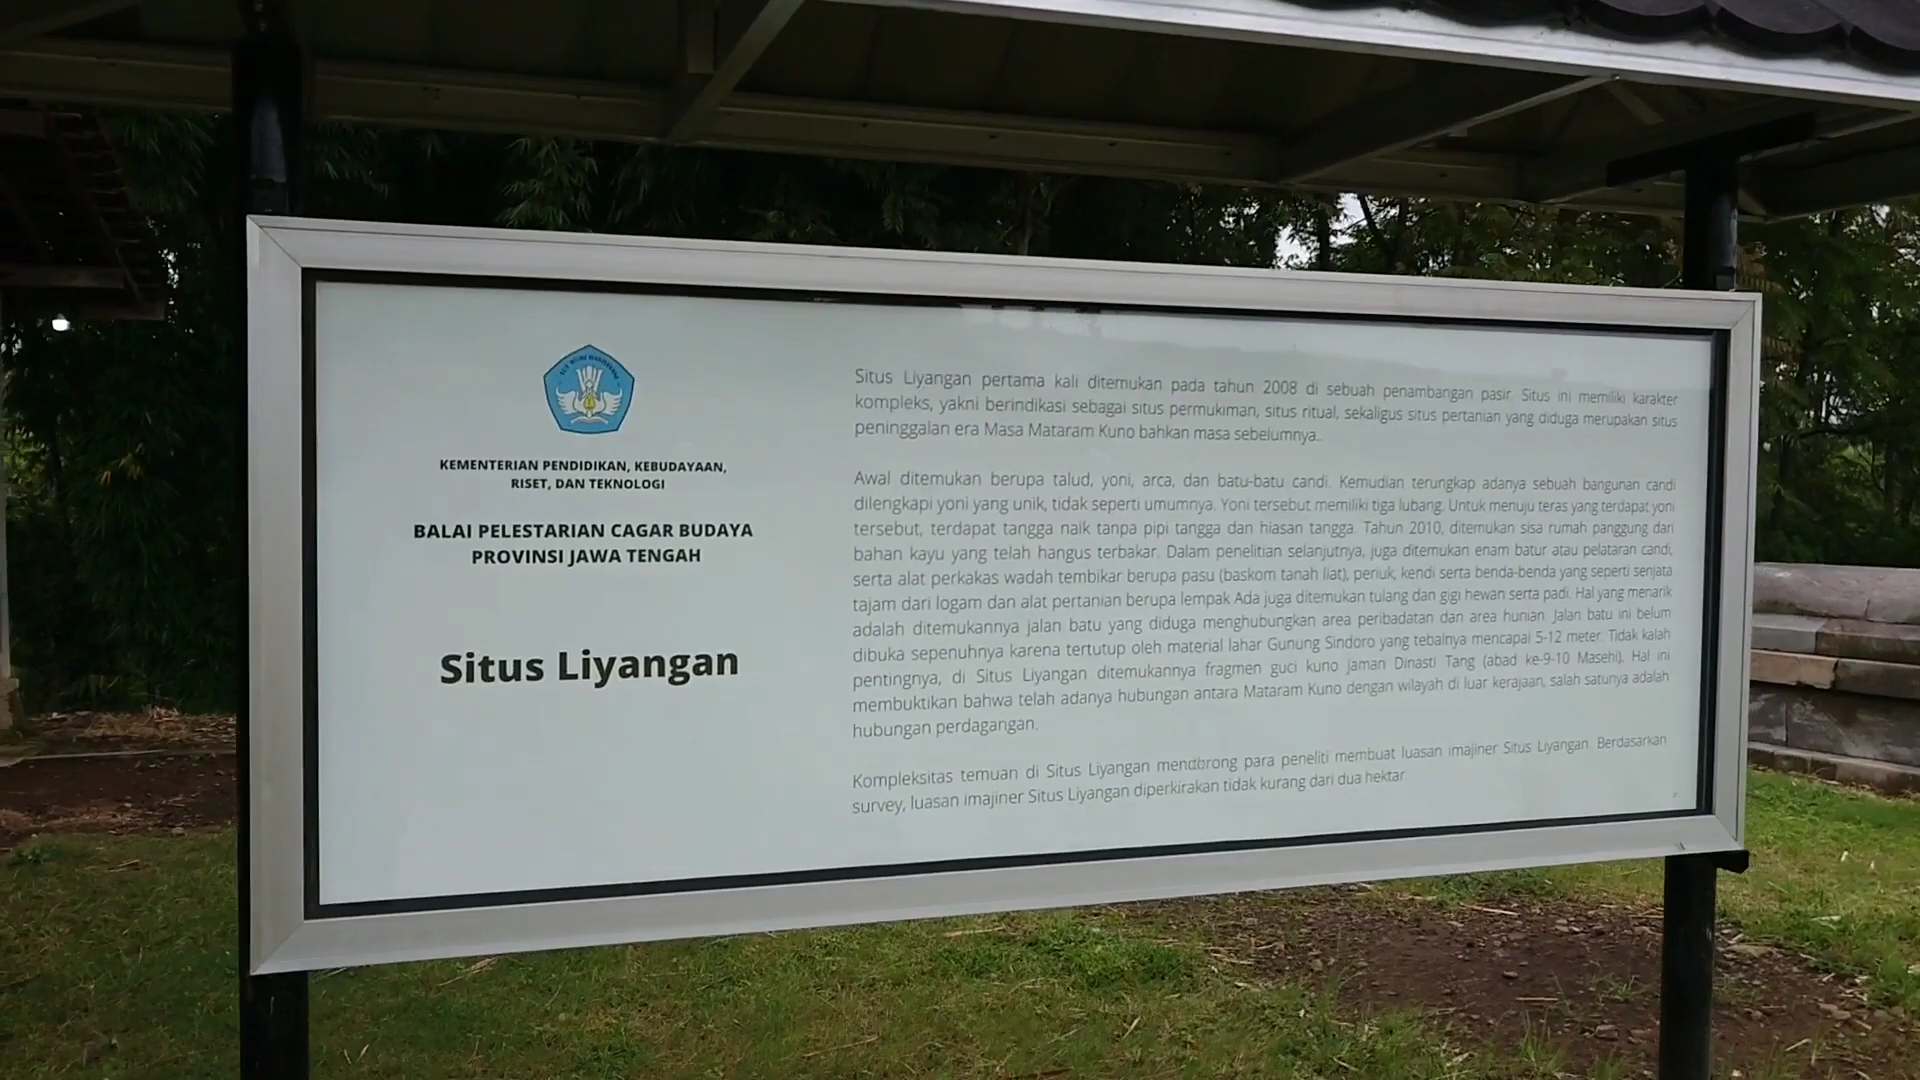 TUT WURI HANDAYANI
KEMENTERIAN PENDIDIKAN, KEBUDAYAAN,
RISET, DAN TEKNOLOGI
BALAI PELESTARIAN CAGAR BUDAYA
PROVINSI JAWA TENGAH
Situs Liyangan
Situs Liyangan pertama kali ditemukan pada tahun 2008 di sebuah penambangan pasir. Situs ini memiliki karakter
kompleks, yakni berindikasi sebagai situs permukiman, situs ritual, sekaligus situs pertanian yang diduga merupakan situs
peninggalan era Masa Mataram Kuno bahkan masa sebelumnya..
Awal ditemukan berupa talud, yoni, arca, dan batu-batu candi. Kemudian terungkap adanya sebuah bangunan candi
dilengkapi yoni yang unik, tidak seperti umumnya. Yoni tersebut memiliki tiga lubang. Untuk menuju teras yang terdapat yoni
tersebut, terdapat tangga naik tanpa pipi tangga dan hiasan tangga. Tahun 2010, ditemukan sisa rumah panggung dari
bahan kayu yang telah hangus terbakar. Dalam penelitian selanjutnya, juga ditemukan enam batur atau pelataran candi,
serta alat perkakas wadah tembikar berupa pasu (baskom tanah liat), periuk, kendi serta benda-benda yang seperti senjata
tajam dari logam dan alat pertanian berupa lempak Ada juga ditemukan tulang dan gigi hewan serta padi. Hal yang menarik
adalah ditemukannya jalan batu yang diduga menghubungkan area peribadatan dan area hunian. Jalan batu ini belum
dibuka sepenuhnya karena tertutup oleh material lahar Gunung Sindoro yang tebalnya mencapai 5-12 meter. Tidak kalah
pentingnya, di Situs Liyangan ditemukannya fragmen guci kuno jaman Dinasti Tang (abad ke-9-10 Masehi). Hal ini
membuktikan bahwa telah adanya hubungan antara Mataram Kuno dengan wilayah di luar kerajaan, salah satunya adalah
hubungan perdagangan.
Kompleksitas temuan di Situs Liyangan mendorong para peneliti membuat luasan imajiner Situs Liyangan. Berdasarkan
survey, luasan imajiner Situs Liyangan diperkirakan tidak kurang dari dua hektar